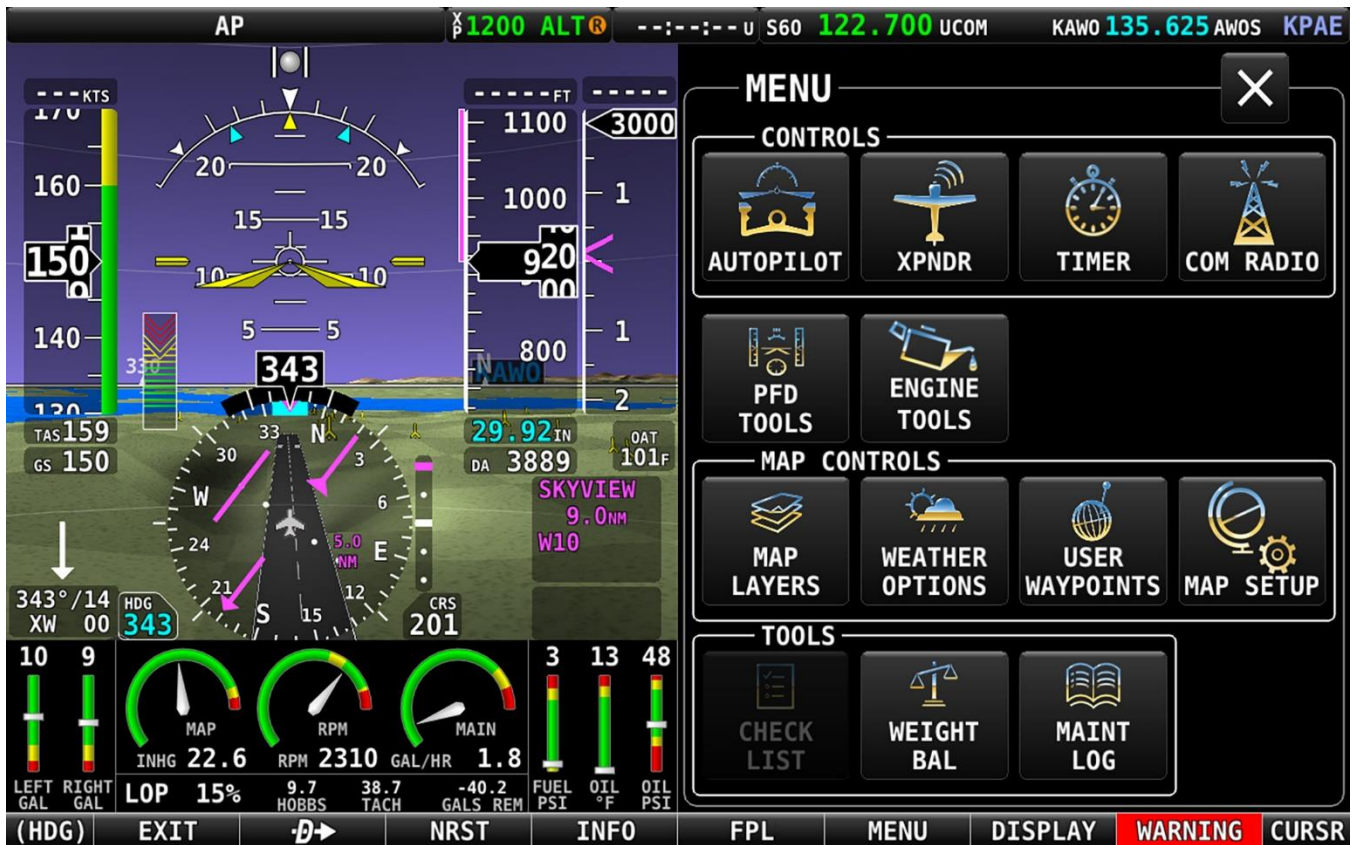 AP
XP 1200 ALT R
--:--:-- U
S60 122.700 UCOM
KAWO 135.625 AWOS KPAE
---KTS
170
160
150
140
130
TAS 159
GS 150
20 20
15 15
10 10
5 5
330
343
-----FT
-----
1100
3000
1000
1
920
00
800
1
2
N
KAWO
29.92 IN
DA 3889
OAT
101F
SKYVIEW
9.0NM
W10
33 N 3 6 E 12 15 S 21 24 W 30
5.0
NM
343°/14
XW 00
HDG
343
CRS
201
MENU
X
CONTROLS
AUTOPILOT
XPNDR
TIMER
COM RADIO
PFD
TOOLS
ENGINE
TOOLS
MAP CONTROLS
MAP
LAYERS
WEATHER
OPTIONS
USER
WAYPOINTS
MAP SETUP
TOOLS
CHECK
LIST
WEIGHT
BAL
MAINT
LOG
10 9
LEFT
GAL
RIGHT
GAL
MAP
INHG 22.6
RPM
RPM 2310
MAIN
GAL/HR 1.8
LOP 15%
9.7
HOBBS
38.7
TACH
-40.2
GALS REM
3 13 48
FUEL
PSI
OIL
°F
OIL
PSI
(HDG) EXIT D NRST INFO FPL MENU DISPLAY WARNING CURSR